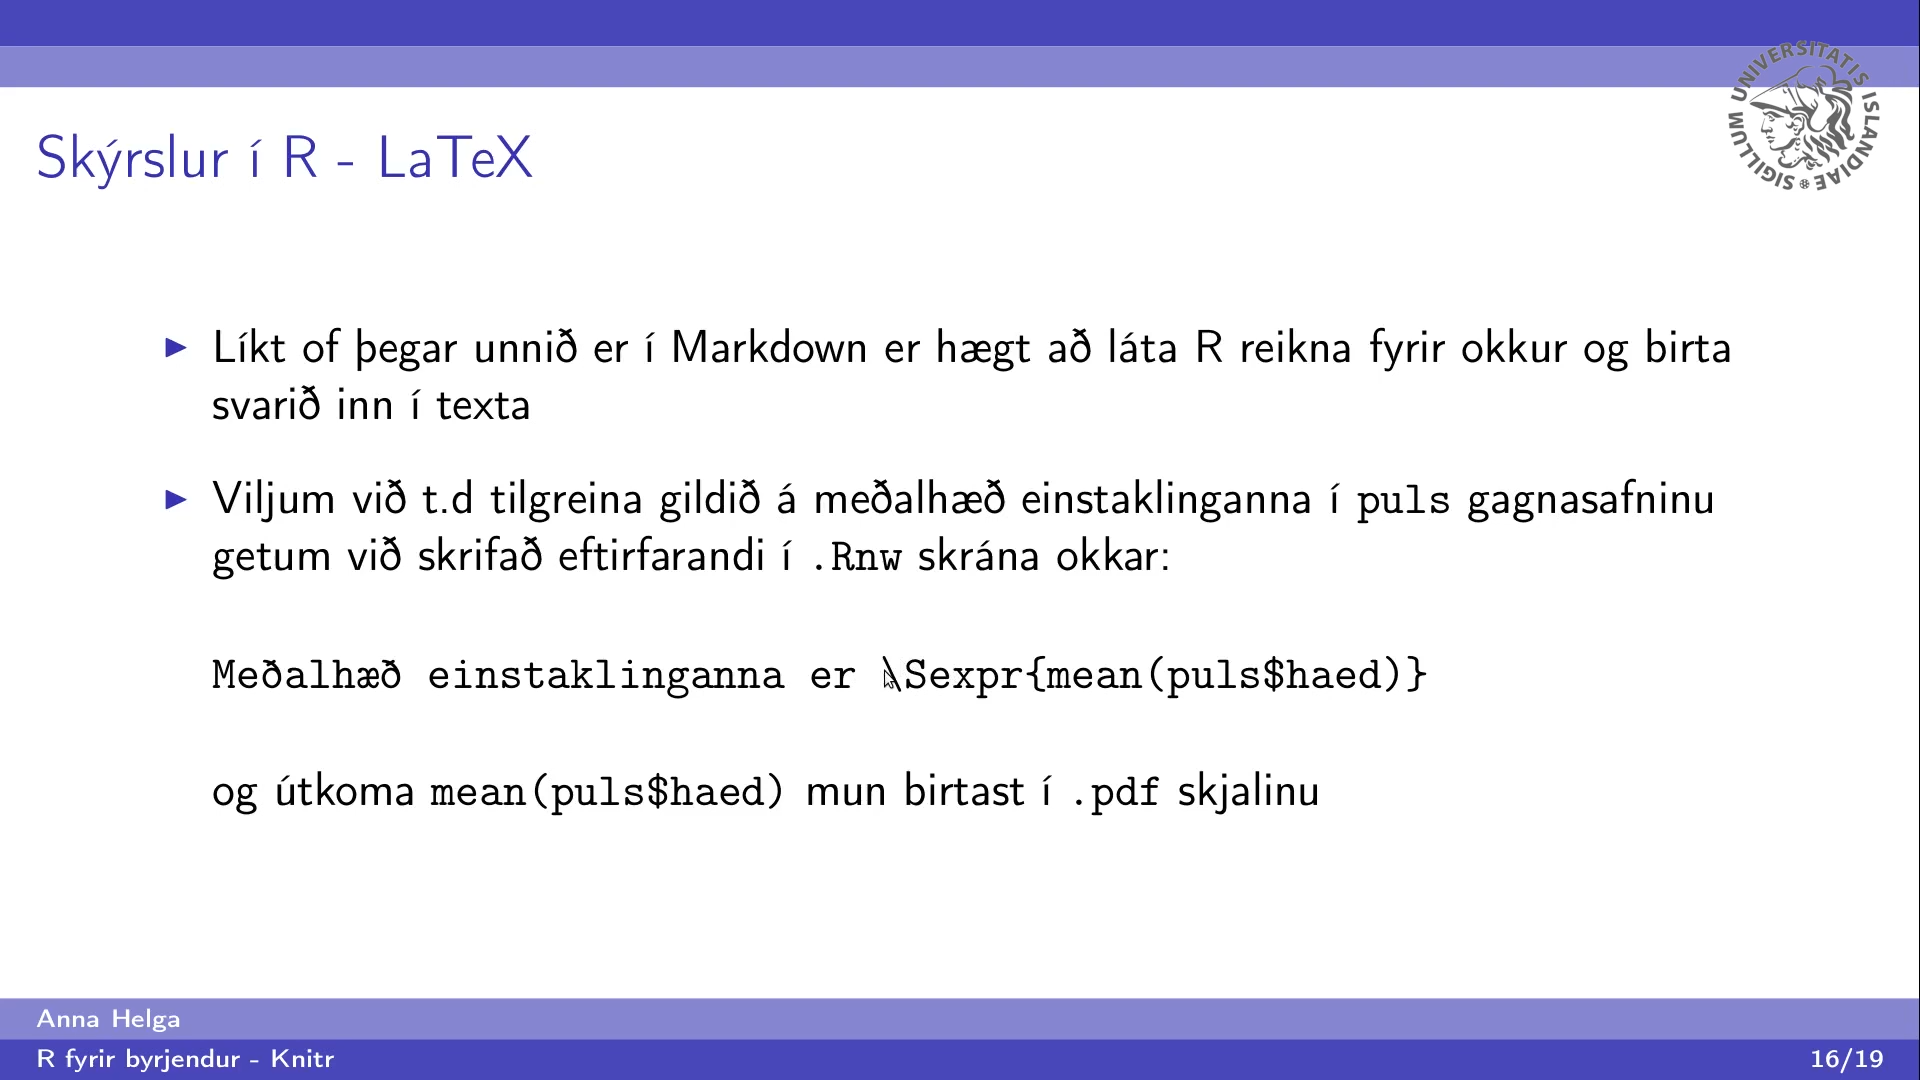 UNIVERSITATIS ISLANDIAE SIGILLUM
Skýrslur í R - LaTeX
Líkt of þegar unnið er í Markdown er hægt að láta R reikna fyrir okkur og birta
svarið inn í texta
Viljum við t.d tilgreina gildið á meðalhæð einstaklinganna í puls gagnasafninu
getum við skrifað eftirfarandi í .Rnw skrána okkar:
Meðalhæð einstaklinganna er \Sexpr{mean(puls$haed)}
og útkoma mean(puls$haed) mun birtast í .pdf skjalinu
Anna Helga
R fyrir byrjendur - Knitr
16/19